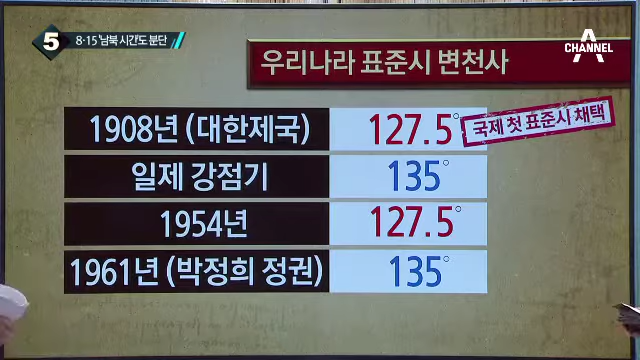 5
8·15 '남북 시간'도 분단
CHANNEL A
우리나라 표준시 변천사
1908년 (대한제국) 127.5°
국제 첫 표준시 채택
일제 강점기 135°
1954년 127.5°
1961년 (박정희 정권) 135°